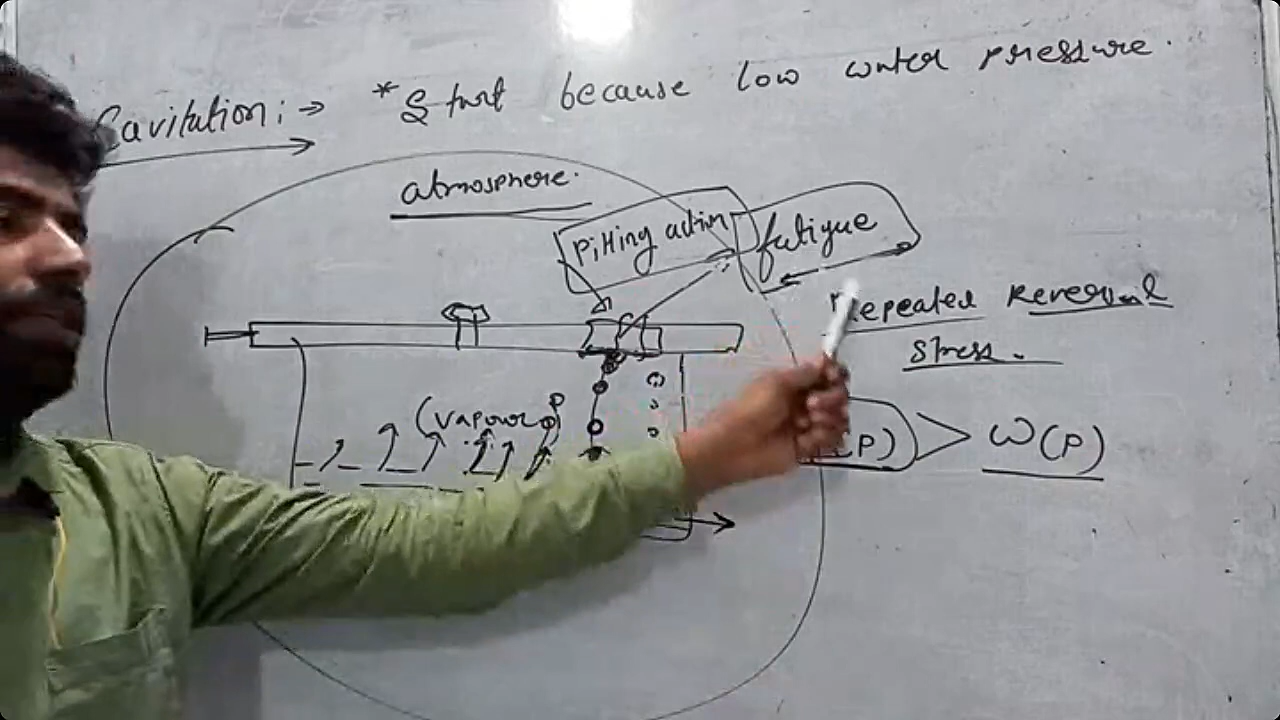 Cavitation :→ * Start because low water pressure.
atmosphere.
Pitting action
fatigue
Repeated Reversal
stress.
(vapour)
(P) > W(P)